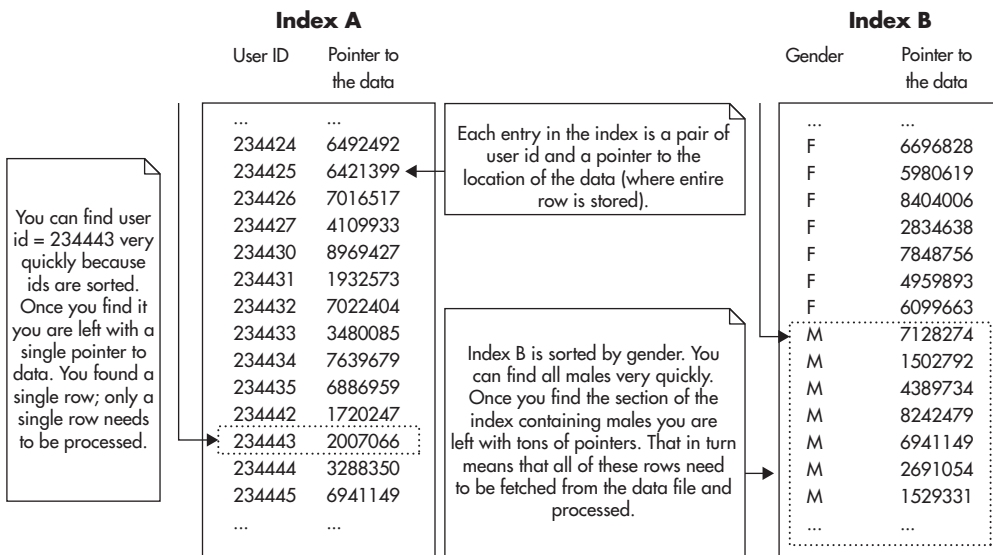 Index A
User ID Pointer to
the data
... ...
234424 6492492
234425 6421399
234426 7016517
234427 4109933
234430 8969427
234431 1932573
234432 7022404
234433 3480085
234434 7639679
234435 6886959
234442 1720247
234443 2007066
234444 3288350
234445 6941149
... ...
You can find user
id = 234443 very
quickly because
ids are sorted.
Once you find it
you are left with a
single pointer to
data. You found a
single row; only a
single row needs
to be processed.
Each entry in the index is a pair of
user id and a pointer to the
location of the data (where entire
row is stored).
Index B is sorted by gender. You
can find all males very quickly.
Once you find the section of the
index containing males you are
left with tons of pointers. That in turn
means that all of these rows need
to be fetched from the data file and
processed.
Index B
Gender Pointer to
the data
... ...
F 6696828
F 5980619
F 8404006
F 2834638
F 7848756
F 4959893
F 6099663
M 7128274
M 1502792
M 4389734
M 8242479
M 6941149
M 2691054
M 1529331
... ...